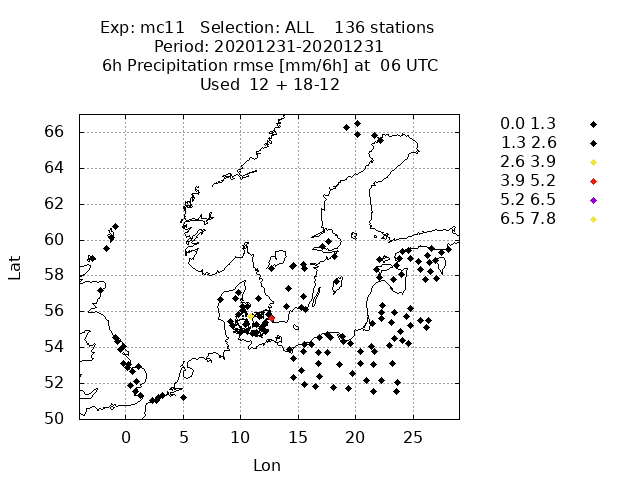 Exp: mc11 Selection: ALL 136 stations
Period: 20201231-20201231
6h Precipitation rmse [mm/6h] at 06 UTC
Used 12 + 18-12
0.0 1.3
1.3 2.6
2.6 3.9
3.9 5.2
5.2 6.5
6.5 7.8
66
64
62
60
58
56
54
52
50
Lat
0 5 10 15 20 25
Lon